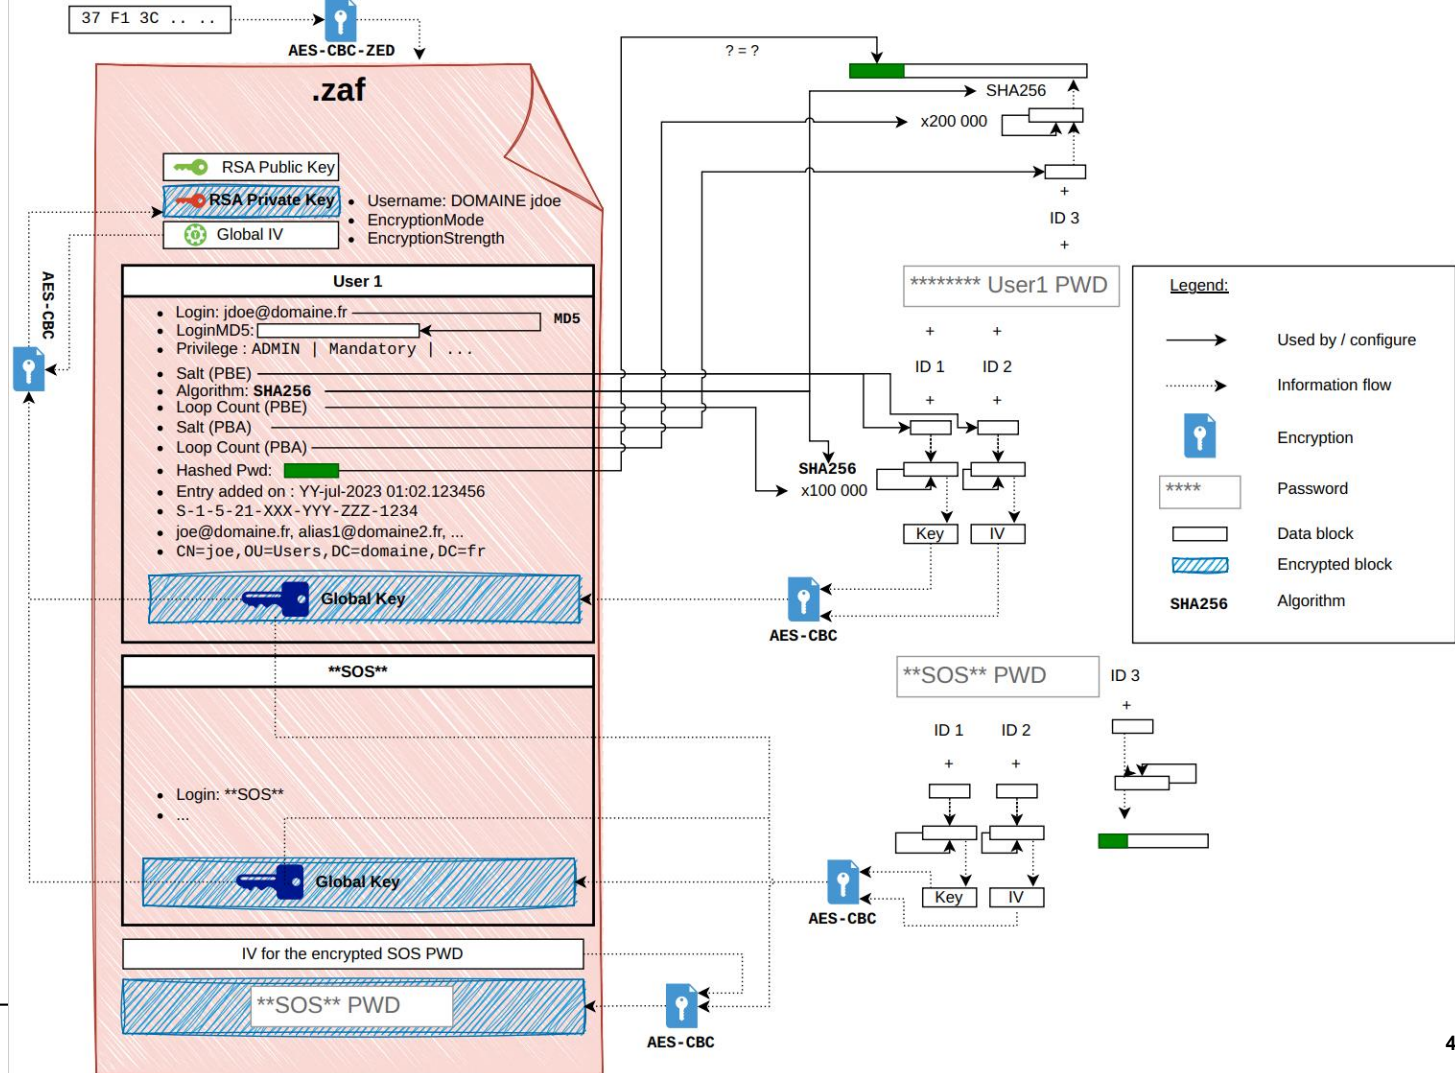 37 F1 3C .. ..
AES-CBC-ZED
.zaf
RSA Public Key
RSA Private Key
Global IV
Username: DOMAINE jdoe
EncryptionMode
EncryptionStrength
AES-CBC
User 1
Login: jdoe@domaine.fr
LoginMD5:
MD5
Privilege : ADMIN | Mandatory | ...
Salt (PBE)
Algorithm: SHA256
Loop Count (PBE)
Salt (PBA)
Loop Count (PBA)
Hashed Pwd:
Entry added on : YY-jul-2023 01:02.123456
S-1-5-21-XXX-YYY-ZZZ-1234
joe@domaine.fr, alias1@domaine2.fr, ...
CN=joe,OU=Users,DC=domaine,DC=fr
Global Key
**SOS**
Login: **SOS**
...
Global Key
IV for the encrypted SOS PWD
**SOS** PWD
AES-CBC
? = ?
SHA256
x200 000
+
ID 3
+
******** User1 PWD
+ +
ID 1 ID 2
+ +
SHA256
x100 000
Key IV
AES-CBC
**SOS** PWD
ID 3
+
ID 1 ID 2
+ +
Key IV
AES-CBC
Legend:
Used by / configure
Information flow
Encryption
**** Password
Data block
Encrypted block
SHA256 Algorithm
4